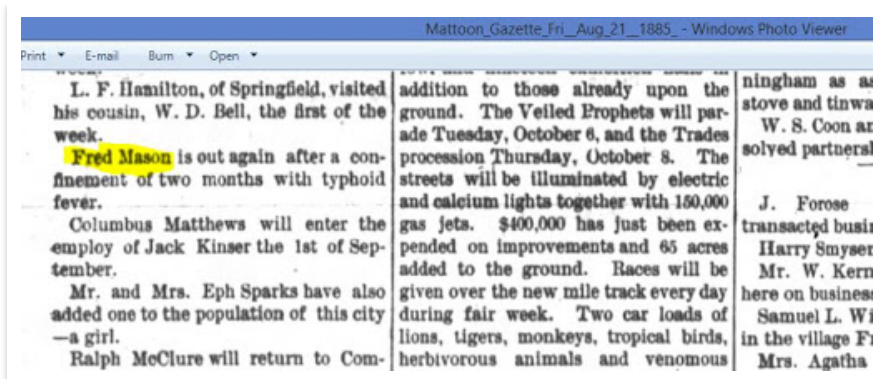 Mattoon_Gazette_Fri__Aug_21__1885_ - Windows Photo Viewer
Print E-mail Burn Open
week.
L. F. Hamilton, of Springfield, visited
his cousin, W. D. Bell, the first of the
week.
Fred Mason is out again after a con-
finement of two months with typhoid
fever.
Columbus Matthews will enter the
employ of Jack Kinser the 1st of Sep-
tember.
Mr. and Mrs. Eph Sparks have also
added one to the population of this city
—a girl.
Ralph McClure will return to Com-
addition to those already upon the
ground. The Veiled Prophets will par-
ade Tuesday, October 6, and the Trades
procession Thursday, October 8. The
streets will be illuminated by electric
and calcium lights together with 150,000
gas jets. $400,000 has just been ex-
pended on improvements and 65 acres
added to the ground. Races will be
given over the new mile track every day
during fair week. Two car loads of
lions, tigers, monkeys, tropical birds,
herbivorous animals and venomous
ningham as as
stove and tinwa
W. S. Coon an
solved partnersh
J. Forose
transacted busin
Harry Smyser
Mr. W. Kern
here on business
Samuel L. Wi
in the village Fr
Mrs. Agatha